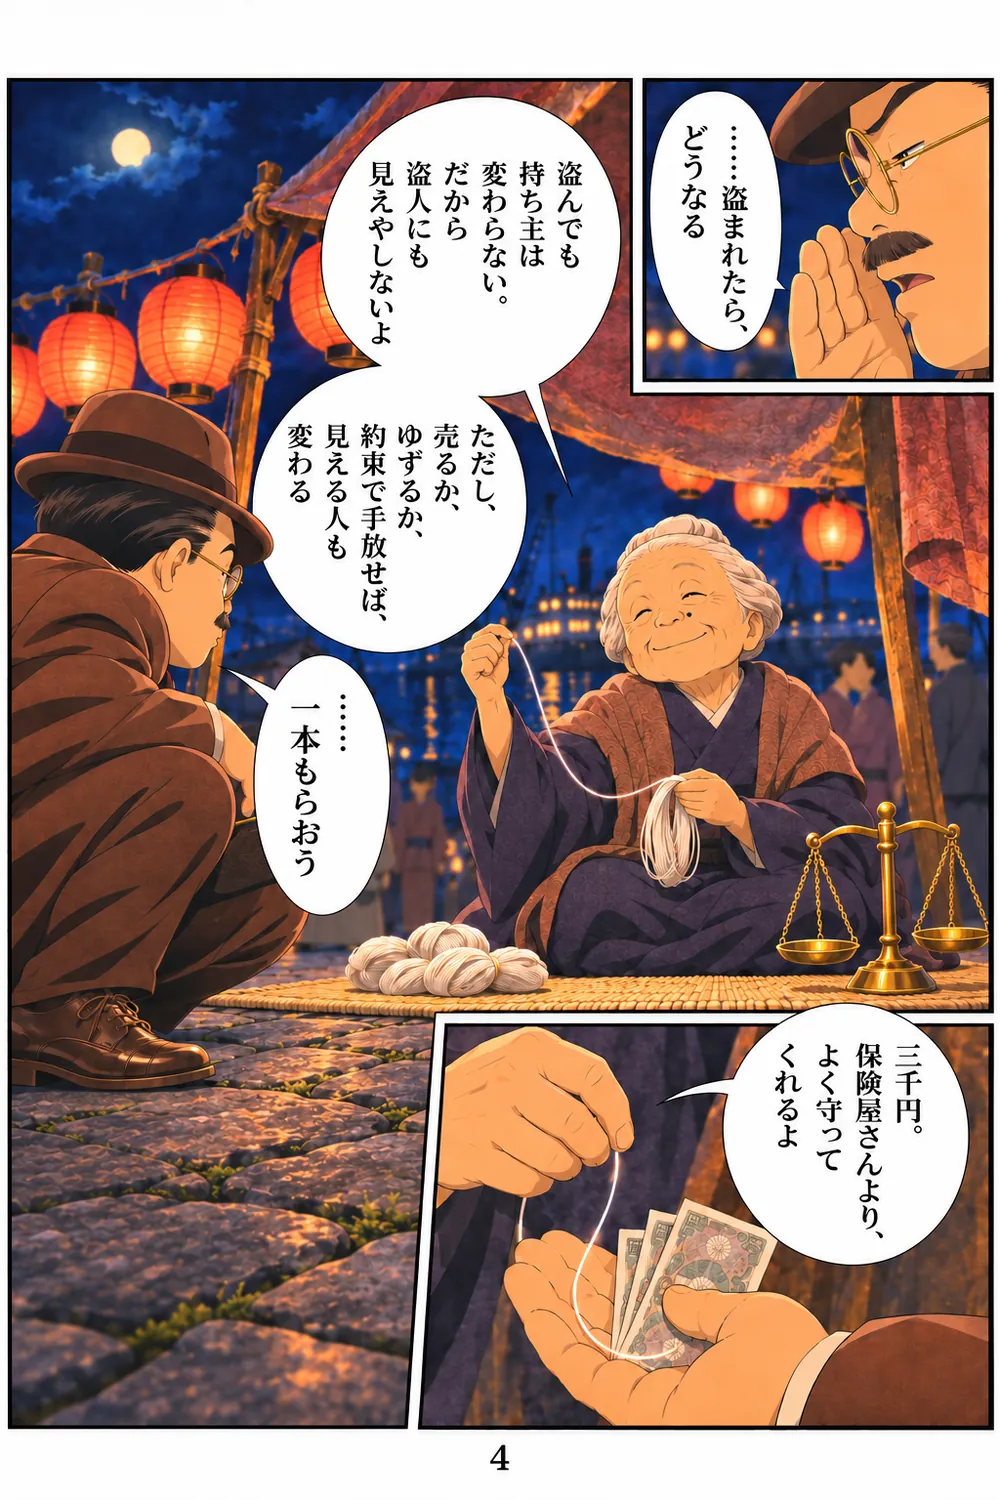 ……盗まれたら、
どうなる
盗んでも
持ち主は
変わらない。
だから
盗人にも
見えやしないよ
ただし、
売るか、
ゆずるか、
約束で手放せば、
見える人も
変わる
……
一本もらおう
三千円。
保険屋さんより、
よく守って
くれるよ
4